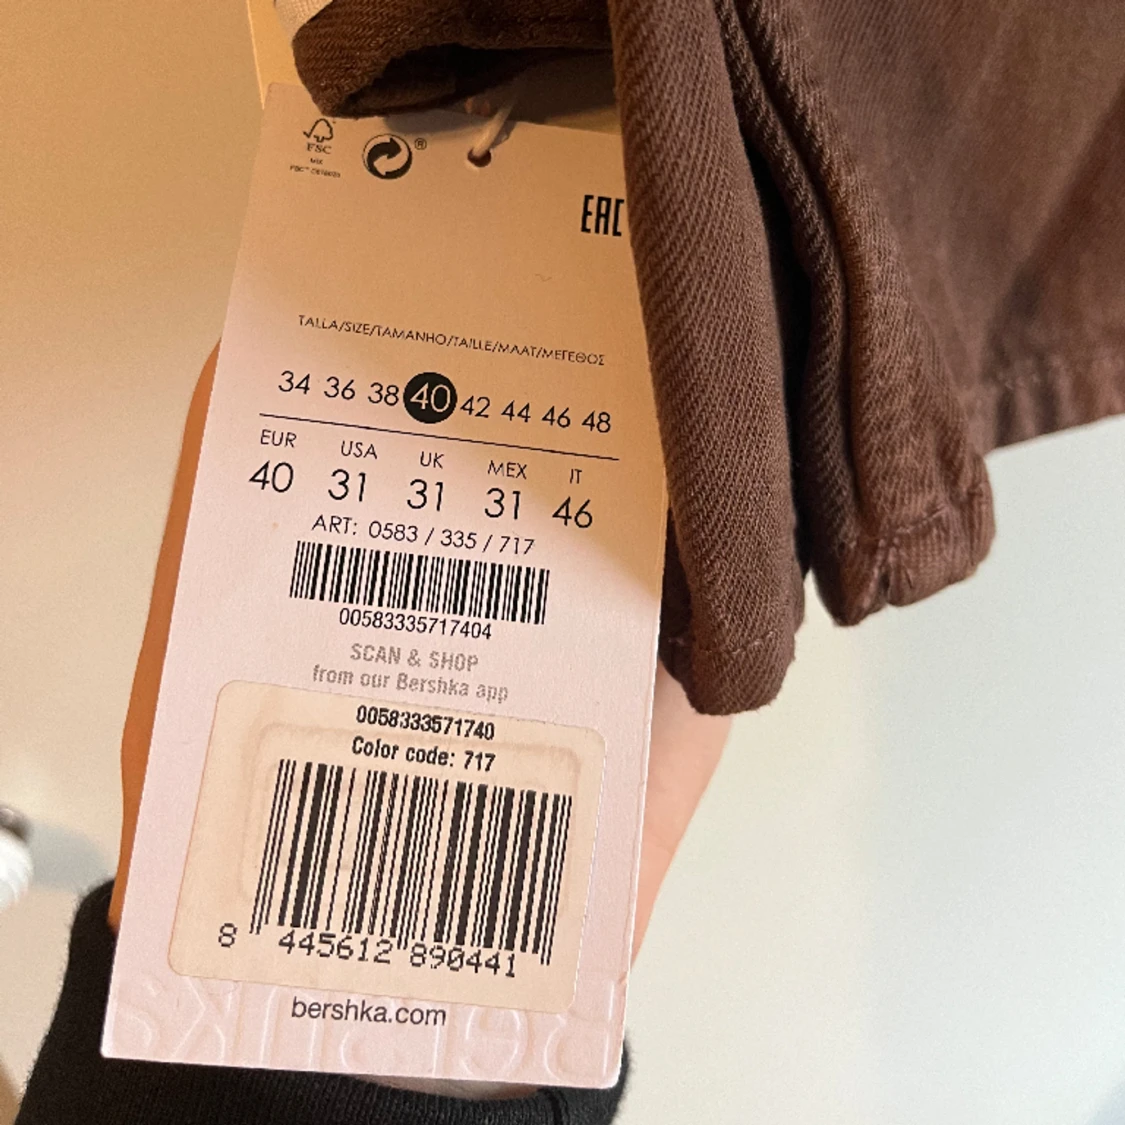 FSC
MIX
®
EAC
TALLA/SIZE/TAMANHO/TAILLE/MAAT/ΜΕΓΕΘΟΣ
34 36 38 40 42 44 46 48
EUR USA UK MEX IT
40 31 31 31 46
ART: 0583 / 335 / 717
00583335717404
SCAN & SHOP
from our Bershka app
0058333571740
Color code: 717
8 445612 890441
bershka.com